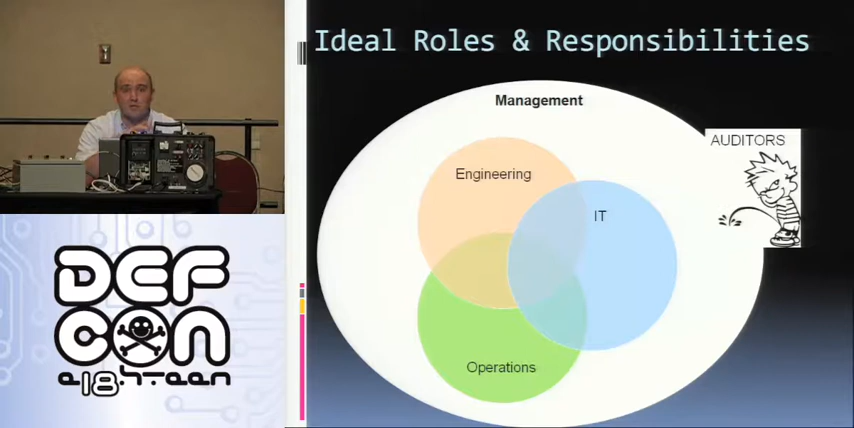 Ideal Roles & Responsibilities
Management
AUDITORS
Engineering
IT
Operations
DEF
CON
e18hteen